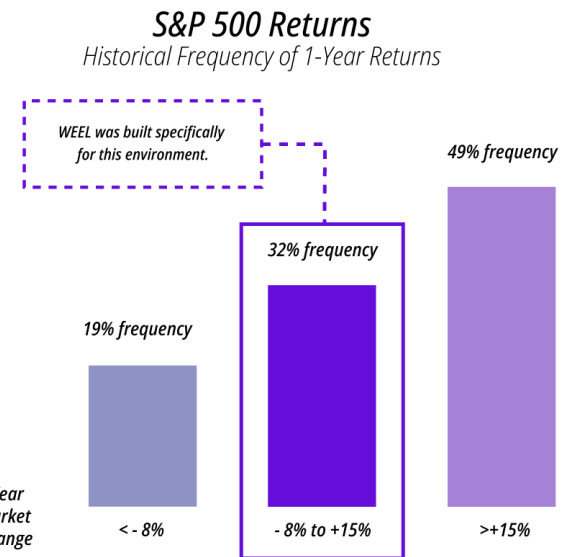 S&P 500 Returns
Historical Frequency of 1-Year Returns
WEEL was built specifically
for this environment.
49% frequency
32% frequency
19% frequency
< - 8%
- 8% to +15%
>+15%